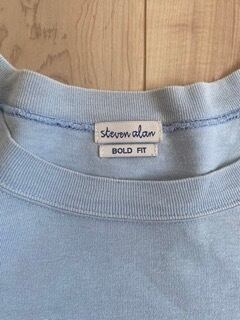 steven alan
BOLD FIT